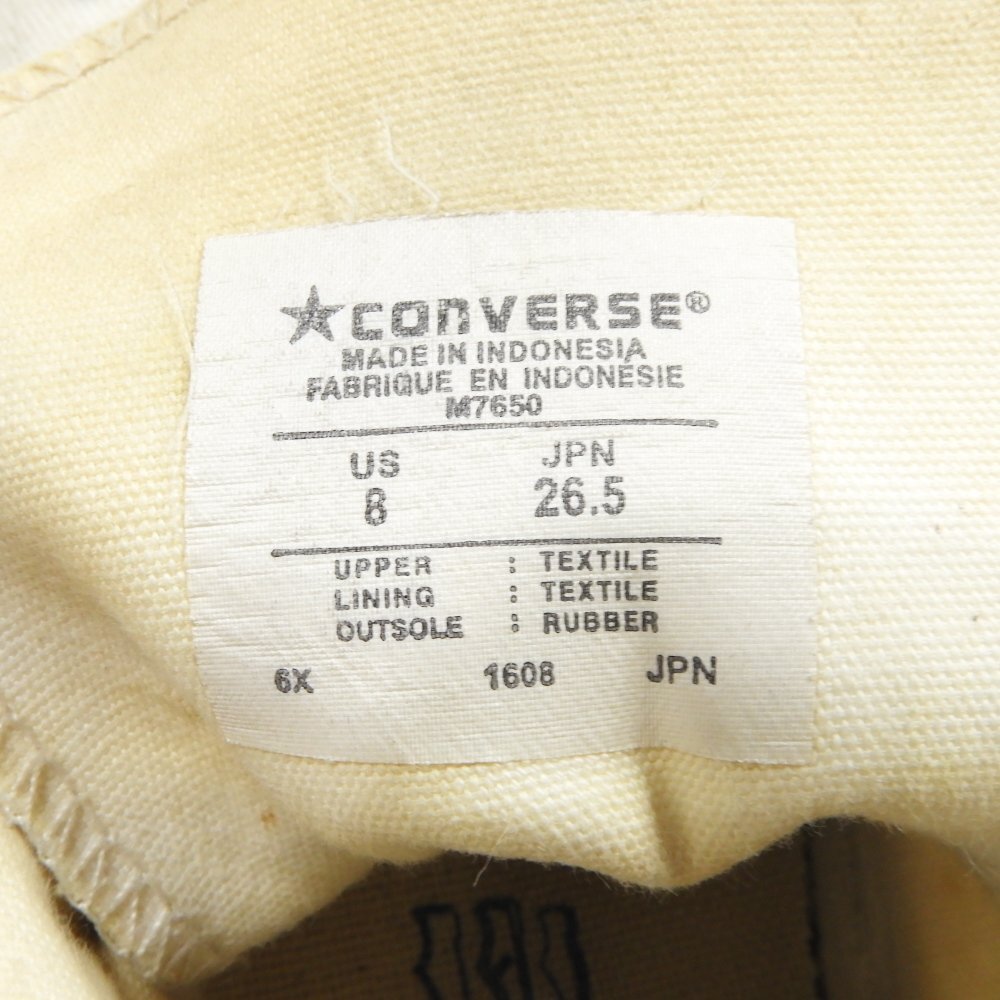 ★CONVERSE®
MADE IN INDONESIA
FABRIQUE EN INDONESIE
M7650
US JPN
8 26.5
UPPER : TEXTILE
LINING : TEXTILE
OUTSOLE : RUBBER
6X 1608 JPN